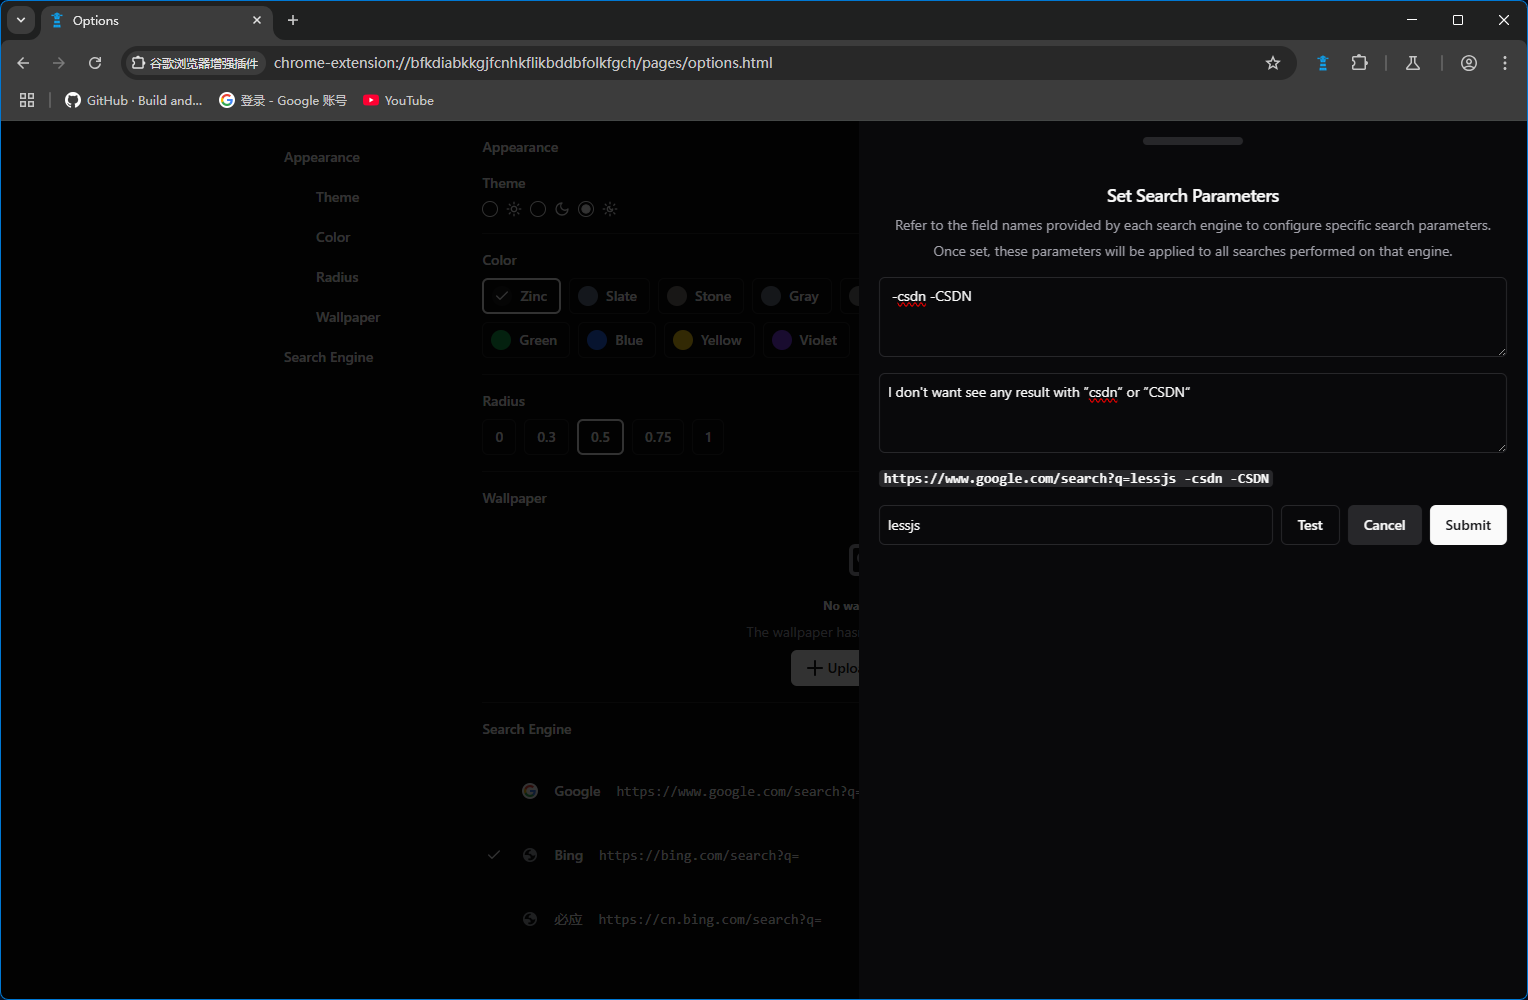 Options
谷歌浏览器增强插件
chrome-extension://bfkdiabkkgjfcnhkflikbddbfolkfgch/pages/options.html
GitHub · Build and...
登录 - Google 账号
YouTube
Appearance
Theme
Color
Radius
Wallpaper
Search Engine
Appearance
Theme
Color
Zinc
Slate
Stone
Gray
Green
Blue
Yellow
Violet
Radius
0
0.3
0.5
0.75
1
Wallpaper
No wa
The wallpaper has
Uplo
Search Engine
Google https://www.google.com/search?q=
Bing https://bing.com/search?q=
必应 https://cn.bing.com/search?q=
Set Search Parameters
Refer to the field names provided by each search engine to configure specific search parameters.
Once set, these parameters will be applied to all searches performed on that engine.
-csdn -CSDN
I don't want see any result with "csdn" or "CSDN"
https://www.google.com/search?q=lessjs -csdn -CSDN
lessjs
Test
Cancel
Submit